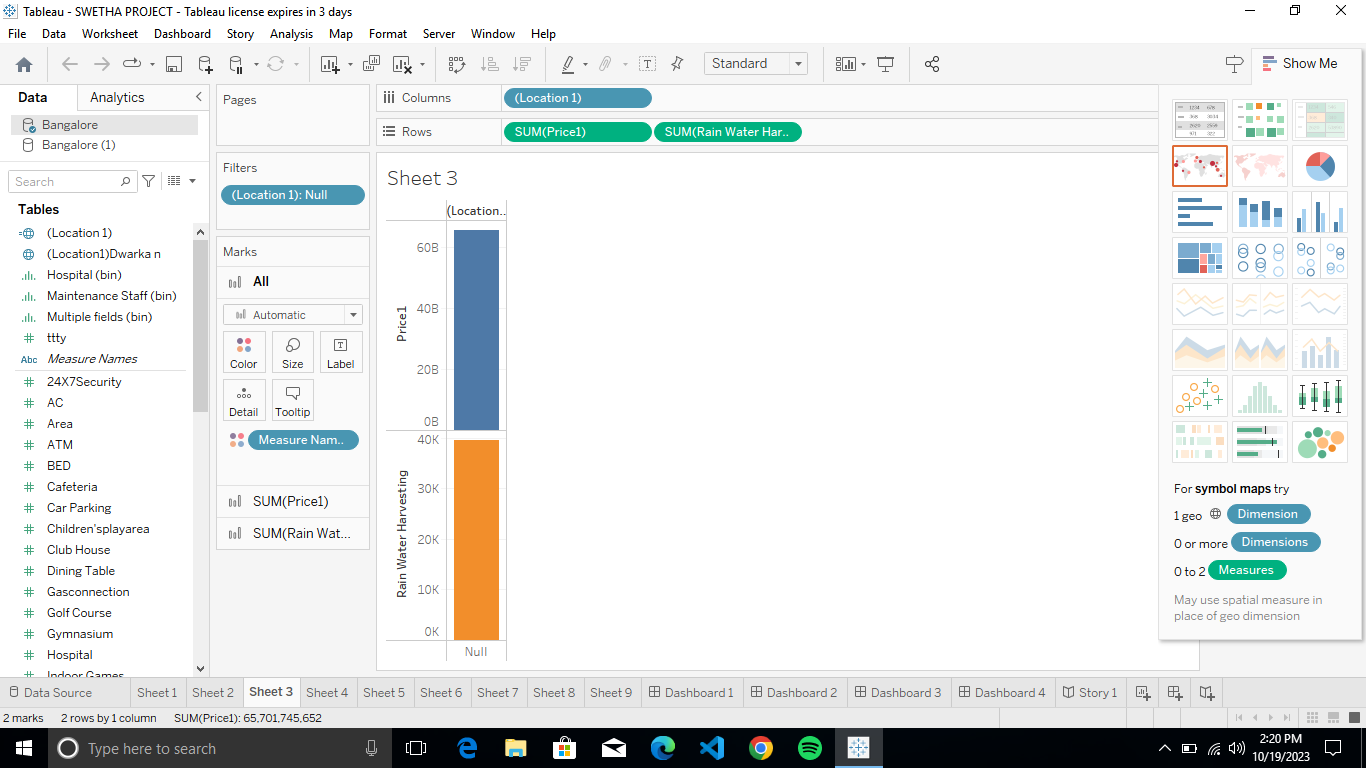 Tableau - SWETHA PROJECT - Tableau license expires in 3 days
File Data Worksheet Dashboard Story Analysis Map Format Server Window Help
Standard
Show Me
Data Analytics
Bangalore
Bangalore (1)
Search
Tables
(Location 1)
(Location1)Dwarka n
Hospital (bin)
Maintenance Staff (bin)
Multiple fields (bin)
ttty
Abc Measure Names
24X7Security
AC
Area
ATM
BED
Cafeteria
Car Parking
Children'splayarea
Club House
Dining Table
Gasconnection
Golf Course
Gymnasium
Hospital
Indoor Games
Pages
Filters
(Location 1): Null
Marks
All
Automatic
Color Size Label
Detail Tooltip
Measure Nam..
SUM(Price1)
SUM(Rain Wat...
Columns (Location 1)
Rows SUM(Price1) SUM(Rain Water Har..
Sheet 3
(Location..
Price1
60B
40B
20B
0B
Rain Water Harvesting
40K
30K
20K
10K
0K
Null
For symbol maps try
1 geo Dimension
0 or more Dimensions
0 to 2 Measures
May use spatial measure in
place of geo dimension
Data Source Sheet 1 Sheet 2 Sheet 3 Sheet 4 Sheet 5 Sheet 6 Sheet 7 Sheet 8 Sheet 9 Dashboard 1 Dashboard 2 Dashboard 3 Dashboard 4 Story 1
2 marks 2 rows by 1 column SUM(Price1): 65,701,745,652
Type here to search
2:20 PM
10/19/2023